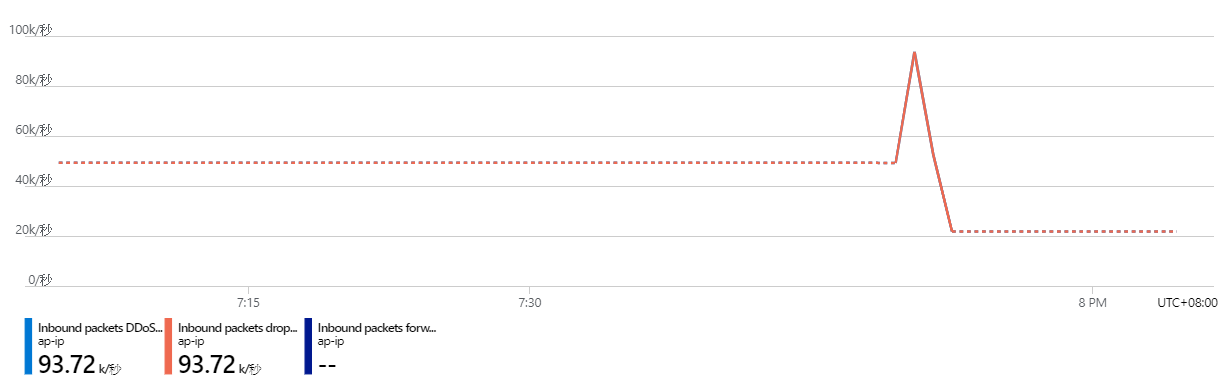 100k/秒
80k/秒
60k/秒
40k/秒
20k/秒
0/秒
7:15
7:30
8 PM
UTC+08:00
Inbound packets DDoS...
ap-ip
93.72 k/秒
Inbound packets drop...
ap-ip
93.72 k/秒
Inbound packets forw...
ap-ip
--